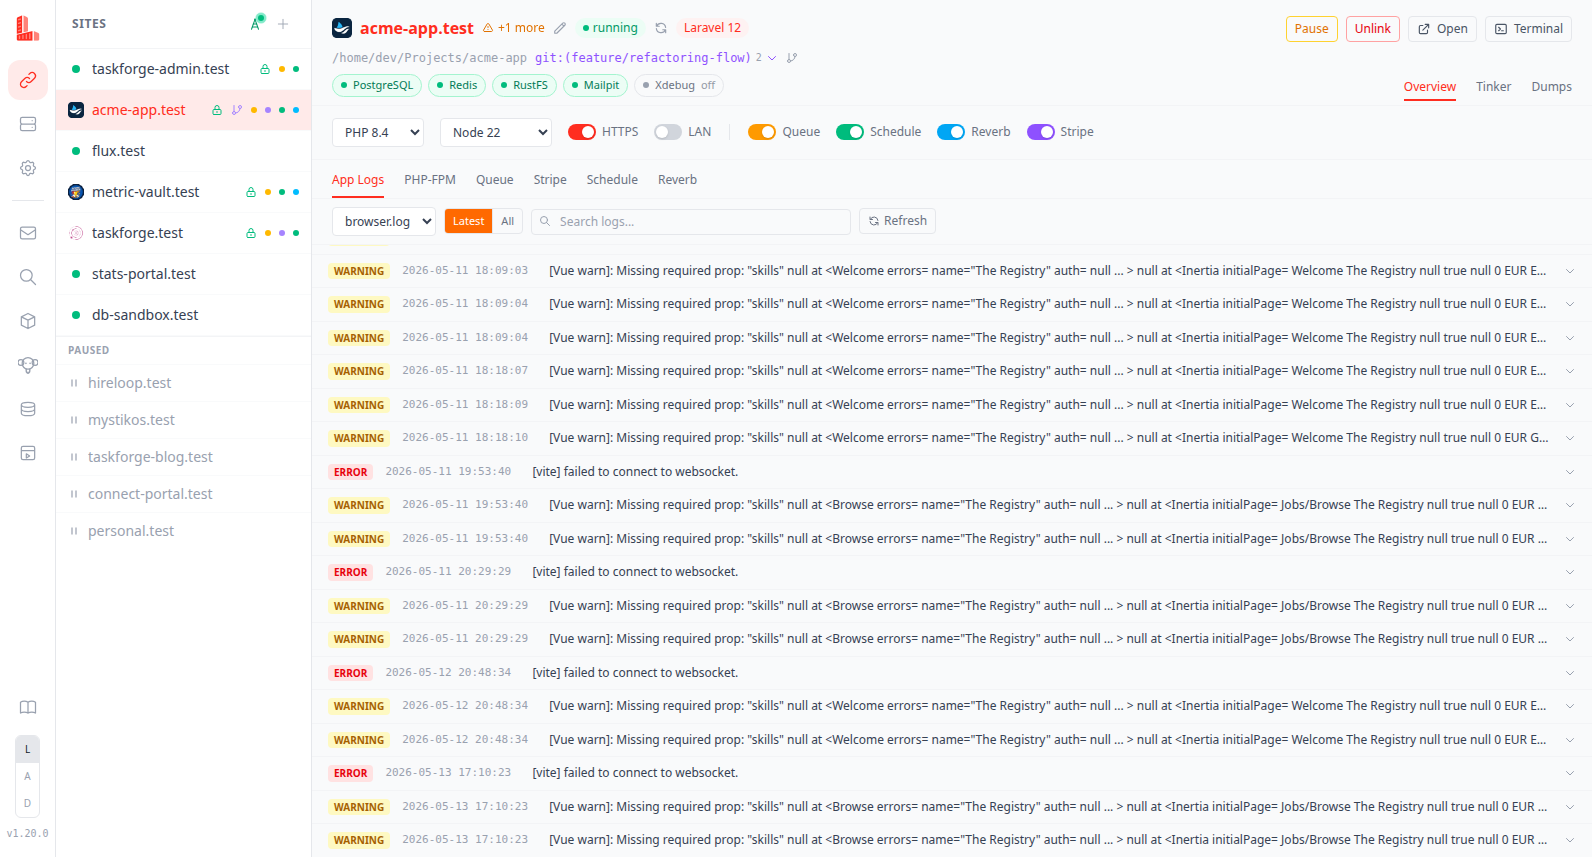 SITES
taskforge-admin.test
acme-app.test
flux.test
metric-vault.test
taskforge.test
stats-portal.test
db-sandbox.test
PAUSED
hireloop.test
mystikos.test
taskforge-blog.test
connect-portal.test
personal.test
L
A
D
v1.20.0
acme-app.test +1 more running Laravel 12 Pause Unlink Open Terminal
/home/dev/Projects/acme-app git:(feature/refactoring-flow) 2
PostgreSQL Redis RustFS Mailpit Xdebug off Overview Tinker Dumps
PHP 8.4 Node 22 HTTPS LAN Queue Schedule Reverb Stripe
App Logs PHP-FPM Queue Stripe Schedule Reverb
browser.log Latest All Search logs... Refresh
WARNING 2026-05-11 18:09:03 [Vue warn]: Missing required prop: "skills" null at <Welcome errors= name="The Registry" auth= null ... > null at <Inertia initialPage= Welcome The Registry null true null 0 EUR E...
WARNING 2026-05-11 18:09:04 [Vue warn]: Missing required prop: "skills" null at <Welcome errors= name="The Registry" auth= null ... > null at <Inertia initialPage= Welcome The Registry null true null 0 EUR E...
WARNING 2026-05-11 18:09:04 [Vue warn]: Missing required prop: "skills" null at <Welcome errors= name="The Registry" auth= null ... > null at <Inertia initialPage= Welcome The Registry null true null 0 EUR E...
WARNING 2026-05-11 18:18:07 [Vue warn]: Missing required prop: "skills" null at <Welcome errors= name="The Registry" auth= null ... > null at <Inertia initialPage= Welcome The Registry null true null 0 EUR E...
WARNING 2026-05-11 18:18:09 [Vue warn]: Missing required prop: "skills" null at <Welcome errors= name="The Registry" auth= null ... > null at <Inertia initialPage= Welcome The Registry null true null 0 EUR E...
WARNING 2026-05-11 18:18:10 [Vue warn]: Missing required prop: "skills" null at <Welcome errors= name="The Registry" auth= null ... > null at <Inertia initialPage= Welcome The Registry null true null 0 EUR G...
ERROR 2026-05-11 19:53:40 [vite] failed to connect to websocket.
WARNING 2026-05-11 19:53:40 [Vue warn]: Missing required prop: "skills" null at <Browse errors= name="The Registry" auth= null ... > null at <Inertia initialPage= Jobs/Browse The Registry null true null 0 EUR ...
WARNING 2026-05-11 19:53:40 [Vue warn]: Missing required prop: "skills" null at <Browse errors= name="The Registry" auth= null ... > null at <Inertia initialPage= Jobs/Browse The Registry null true null 0 EUR ...
ERROR 2026-05-11 20:29:29 [vite] failed to connect to websocket.
WARNING 2026-05-11 20:29:29 [Vue warn]: Missing required prop: "skills" null at <Browse errors= name="The Registry" auth= null ... > null at <Inertia initialPage= Jobs/Browse The Registry null true null 0 EUR ...
WARNING 2026-05-11 20:29:29 [Vue warn]: Missing required prop: "skills" null at <Browse errors= name="The Registry" auth= null ... > null at <Inertia initialPage= Jobs/Browse The Registry null true null 0 EUR ...
ERROR 2026-05-12 20:48:34 [vite] failed to connect to websocket.
WARNING 2026-05-12 20:48:34 [Vue warn]: Missing required prop: "skills" null at <Welcome errors= name="The Registry" auth= null ... > null at <Inertia initialPage= Welcome The Registry null true null 0 EUR E...
WARNING 2026-05-12 20:48:34 [Vue warn]: Missing required prop: "skills" null at <Welcome errors= name="The Registry" auth= null ... > null at <Inertia initialPage= Welcome The Registry null true null 0 EUR E...
ERROR 2026-05-13 17:10:23 [vite] failed to connect to websocket.
WARNING 2026-05-13 17:10:23 [Vue warn]: Missing required prop: "skills" null at <Browse errors= name="The Registry" auth= null ... > null at <Inertia initialPage= Jobs/Browse The Registry null true null 0 EUR ...
WARNING 2026-05-13 17:10:23 [Vue warn]: Missing required prop: "skills" null at <Browse errors= name="The Registry" auth= null ... > null at <Inertia initialPage= Jobs/Browse The Registry null true null 0 EUR ...